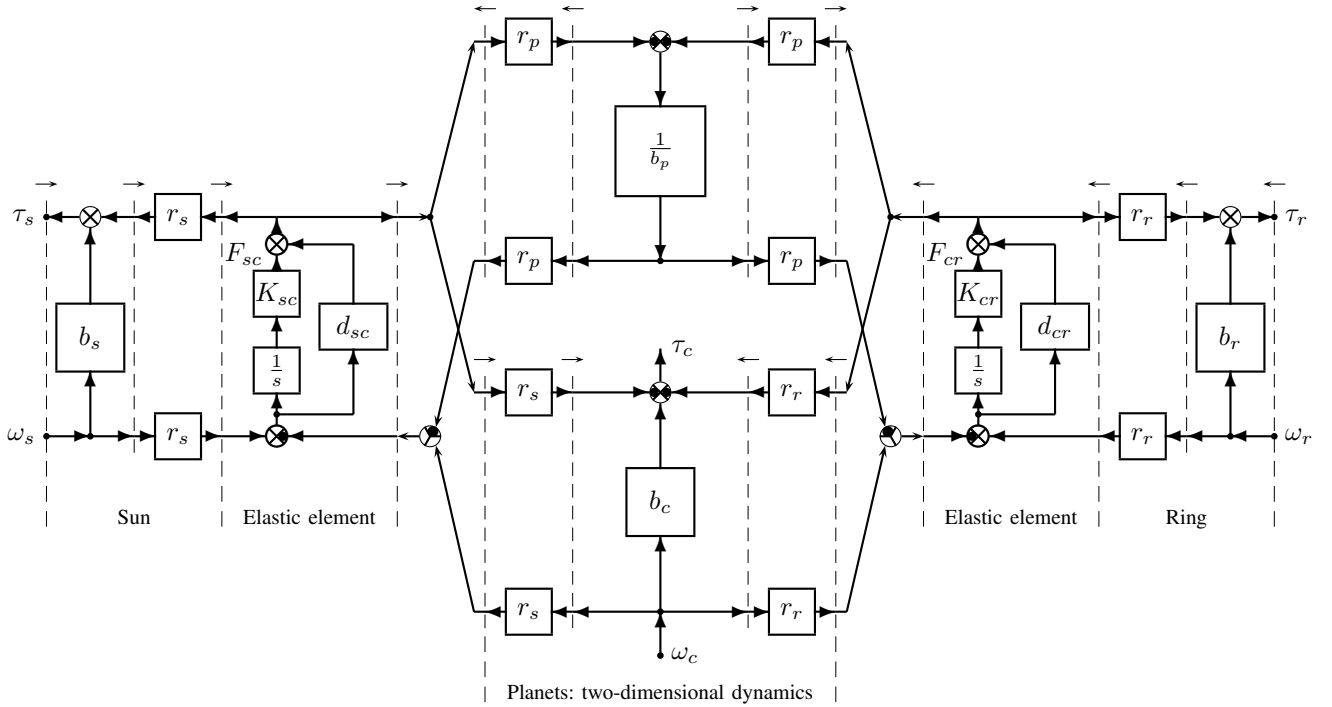 r_p r_p
1/b_p
τ_s r_s r_r τ_r
F_sc r_p r_p F_cr
K_sc K_cr
b_s d_sc d_cr b_r
τ_c
1/s 1/s
r_s r_r
ω_s r_s r_r ω_r
b_c
Sun Elastic element Elastic element Ring
r_s r_r
ω_c
Planets: two-dimensional dynamics